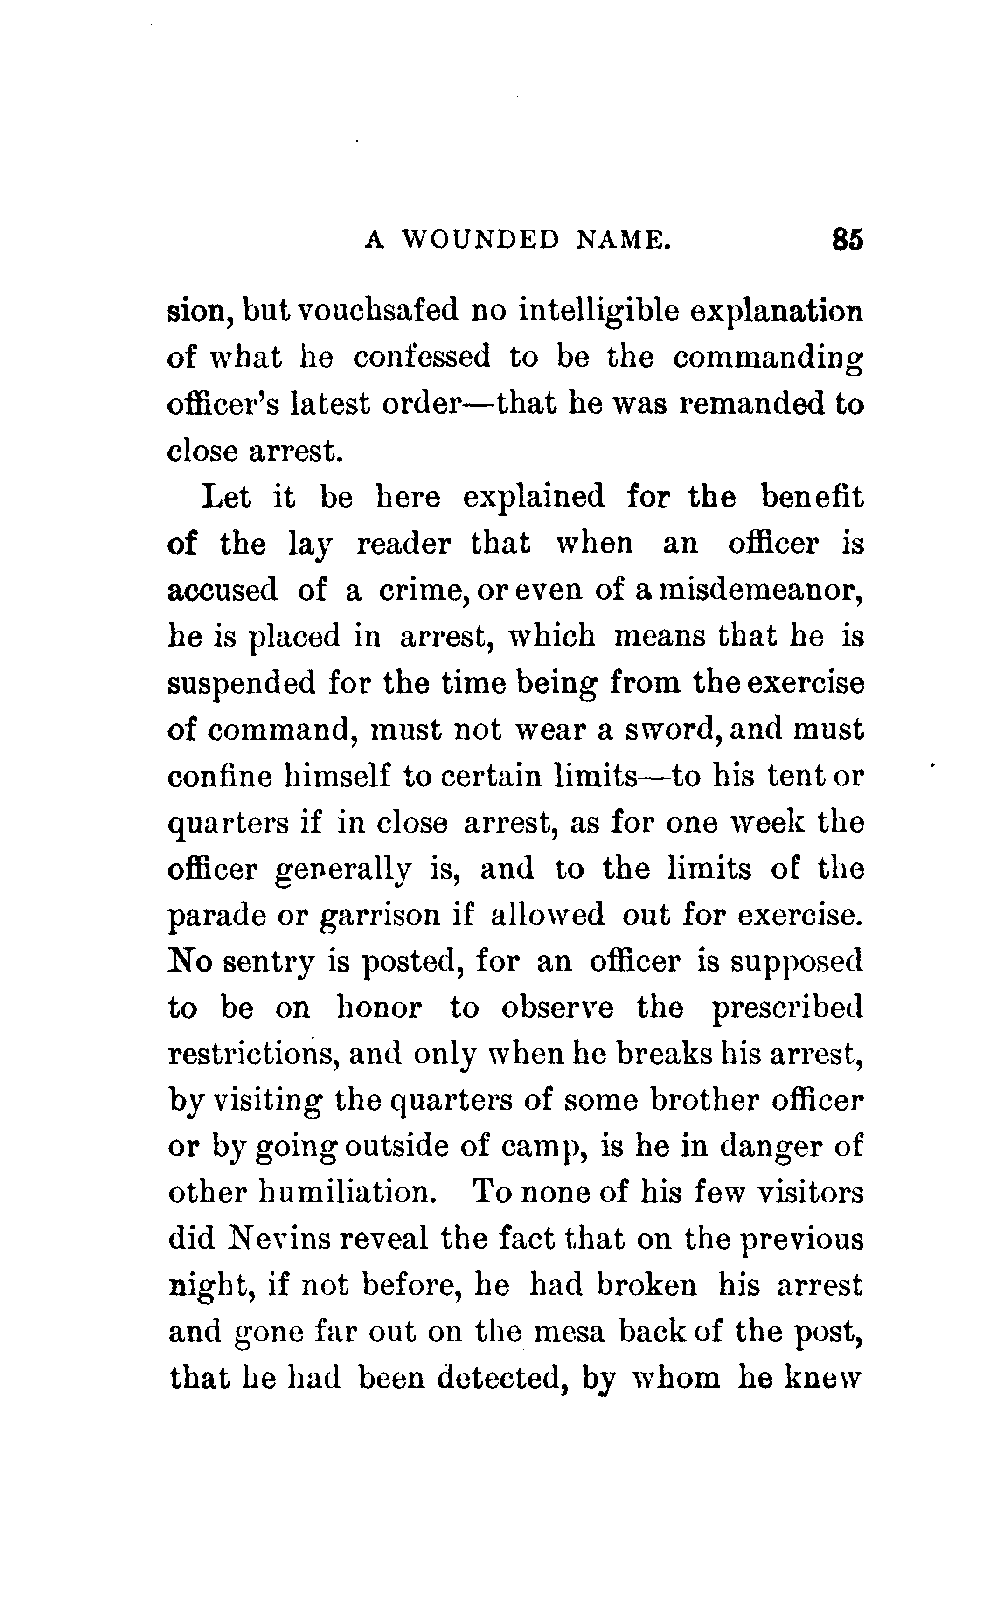 A WOUNDED NAME. 85
sion, but vouchsafed no intelligible explanation
of what he confessed to be the commanding
officer's latest order—that he was remanded to
close arrest.
Let it be here explained for the benefit
of the lay reader that when an officer is
accused of a crime, or even of a misdemeanor,
he is placed in arrest, which means that he is
suspended for the time being from the exercise
of command, must not wear a sword, and must
confine himself to certain limits—to his tent or
quarters if in close arrest, as for one week the
officer generally is, and to the limits of the
parade or garrison if allowed out for exercise.
No sentry is posted, for an officer is supposed
to be on honor to observe the prescribed
restrictions, and only when he breaks his arrest,
by visiting the quarters of some brother officer
or by going outside of camp, is he in danger of
other humiliation. To none of his few visitors
did Nevins reveal the fact that on the previous
night, if not before, he had broken his arrest
and gone far out on the mesa back of the post,
that he had been detected, by whom he knew